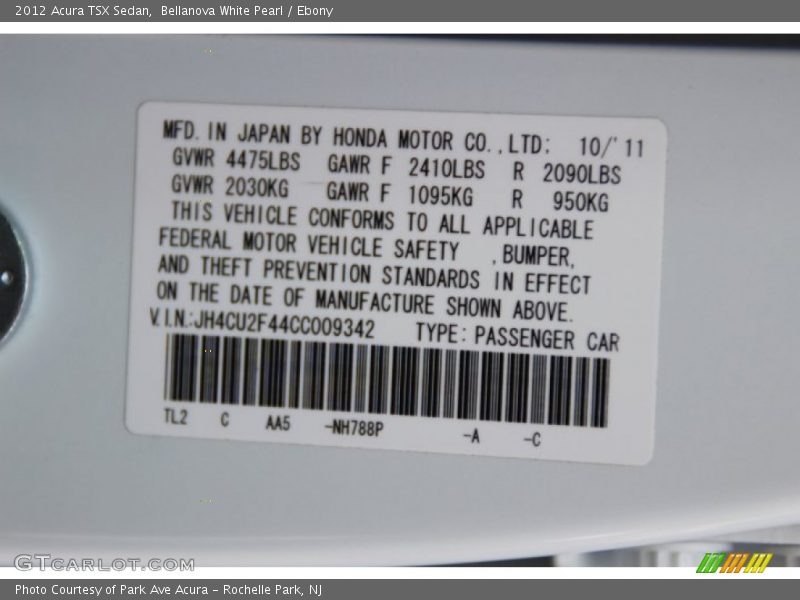 2012 Acura TSX Sedan,  Bellanova White Pearl / Ebony
MFD. IN JAPAN BY HONDA MOTOR CO.,LTD: 10/'11
GVWR 4475LBS GAWR F 2410LBS R 2090LBS
GVWR 2030KG GAWR F 1095KG R 950KG
THIS VEHICLE CONFORMS TO ALL APPLICABLE
FEDERAL MOTOR VEHICLE SAFETY ,BUMPER,
AND THEFT PREVENTION STANDARDS IN EFFECT
ON THE DATE OF MANUFACTURE SHOWN ABOVE.
V.I.N.:JH4CU2F44CC009342 TYPE: PASSENGER CAR
TL2 C AA5 -NH788P -A -C
GTCARLOT.COM
Photo Courtesy of Park Ave Acura – Rochelle Park, NJ